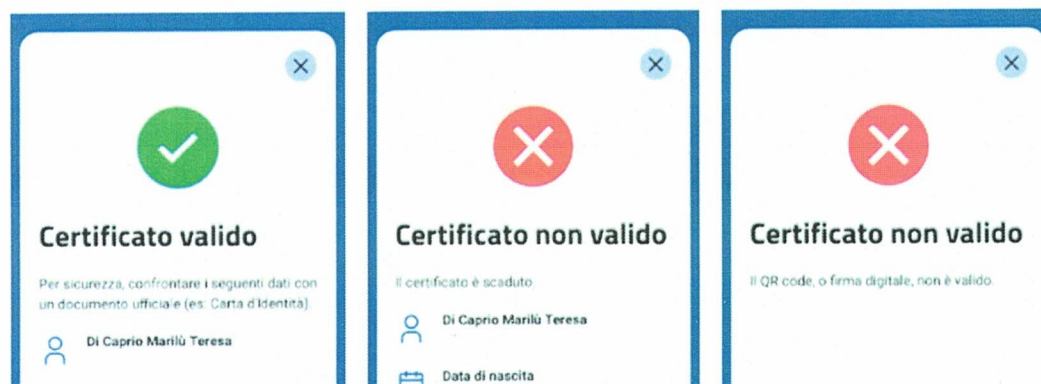 Certificato valido
Per sicurezza, confrontare i seguenti dati con
un documento ufficiale (es: Carta d'Identità).
Di Caprio Marilù Teresa
Certificato non valido
Il certificato è scaduto.
Di Caprio Marilù Teresa
Data di nascita
Certificato non valido
Il QR code, o firma digitale, non è valido.